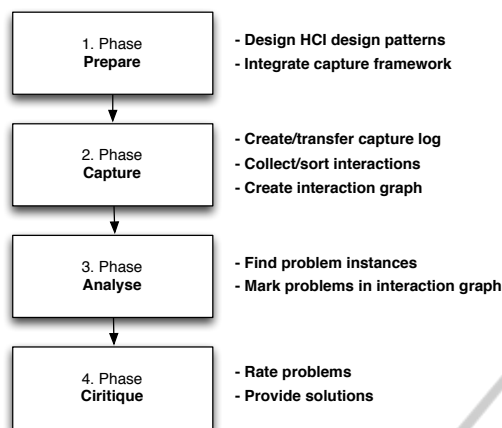 1. Phase
Prepare
- Design HCI design patterns
- Integrate capture framework
2. Phase
Capture
- Create/transfer capture log
- Collect/sort interactions
- Create interaction graph
3. Phase
Analyse
- Find problem instances
- Mark problems in interaction graph
4. Phase
Ciritique
- Rate problems
- Provide solutions